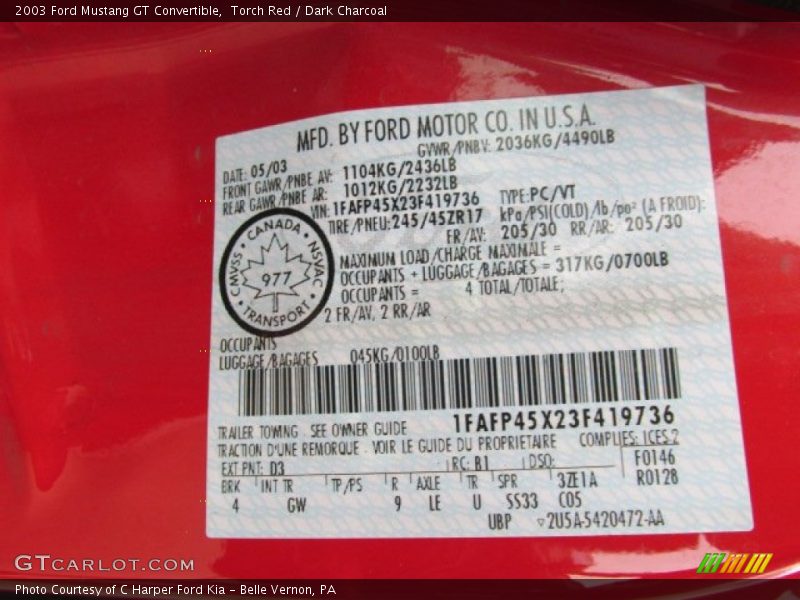 2003 Ford Mustang GT Convertible, Torch Red / Dark Charcoal
MFD. BY FORD MOTOR CO. IN U.S.A.
DATE: 05/03 GVWR/PNBV: 2036KG/4490LB
FRONT GAWR/PNBE AV: 1104KG/2436LB
REAR GAWR/PNBE AR: 1012KG/2232LB
VIN: 1FAFP45X23F419736 TYPE: PC/VT
TIRE/PNEU: 245/45ZR17 kPa/PSI(COLD)/lb/po² (A FROID):
FR/AV: 205/30 RR/AR: 205/30
MAXIMUM LOAD/CHARGE MAXIMALE =
OCCUPANTS + LUGGAGE/BAGAGES = 317KG/0700LB
OCCUPANTS = 4 TOTAL/TOTALE;
2 FR/AV, 2 RR/AR
CANADA
CMVSS • NSVAC
977
TRANSPORT
OCCUPANTS
LUGGAGE/BAGAGES 045KG/0100LB
1FAFP45X23F419736
TRAILER TOWING . SEE OWNER GUIDE
TRACTION D'UNE REMORQUE . VOIR LE GUIDE DU PROPRIETAIRE COMPLIES: ICES 2
EXT PNT: D3 RC: B1 DSO: F0146
BRK INT TR TP/PS R AXLE TR SPR 3ZE1A R0128
4 GW 9 LE U SS33 C05
UBP ▽2U5A-5420472-AA
GTCARLOT.COM
Photo Courtesy of C Harper Ford Kia – Belle Vernon, PA